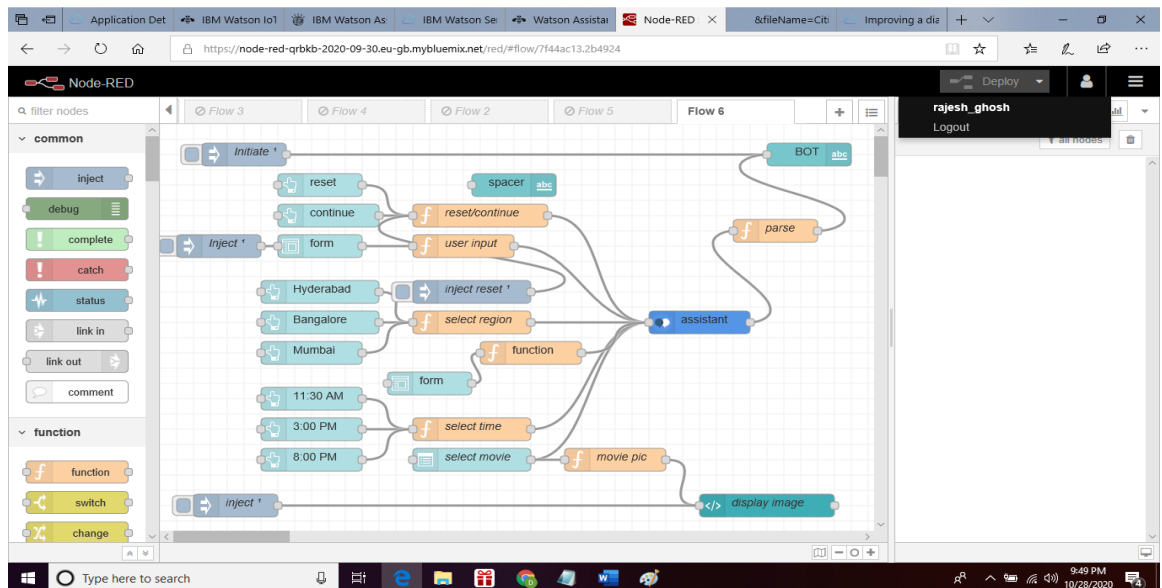 Application Det
IBM Watson IoT
IBM Watson As
IBM Watson Ser
Watson Assistar
Node-RED
&fileName=Citi
Improving a dia
https://node-red-qrbkb-2020-09-30.eu-gb.mybluemix.net/red/#flow/7f44ac13.2b4924
Node-RED
Deploy
filter nodes
Flow 3
Flow 4
Flow 2
Flow 5
Flow 6
rajesh_ghosh
Logout
all nodes
common
inject
debug
complete
catch
status
link in
link out
comment
function
function
switch
change
Initiate ¹
BOT
abc
reset
spacer
abc
continue
reset/continue
parse
Inject ¹
form
user input
Hyderabad
inject reset ¹
Bangalore
select region
assistant
Mumbai
function
form
11:30 AM
3:00 PM
select time
8:00 PM
select movie
movie pic
inject ¹
display image
Type here to search
9:49 PM
10/28/2020